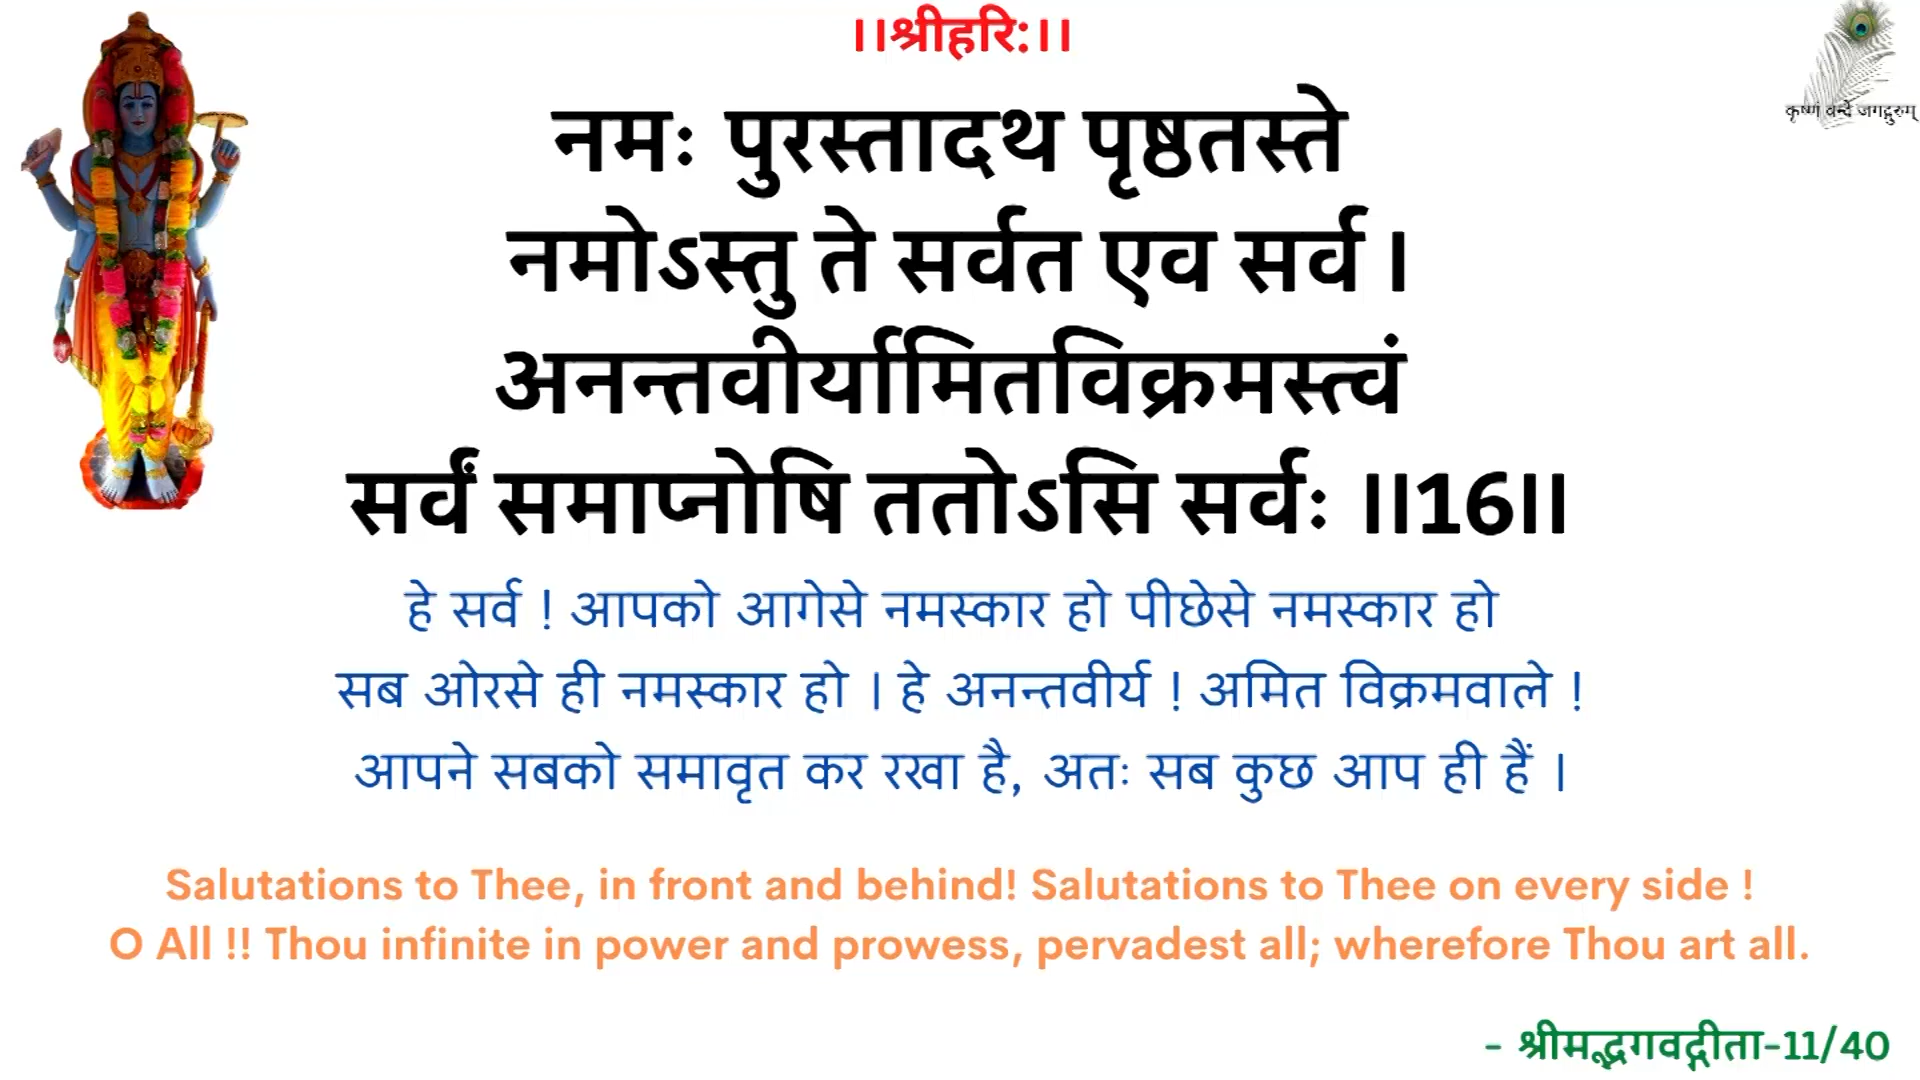 ।।श्रीहरि:।।
कृष्णं वन्दे जगद्गुरुम्
नमः पुरस्तादथ पृष्ठतस्ते
नमोऽस्तु ते सर्वत एव सर्व ।
अनन्तवीर्यामितविक्रमस्त्वं
सर्वं समाप्नोषि ततोऽसि सर्वः ॥16॥
हे सर्व ! आपको आगेसे नमस्कार हो पीछेसे नमस्कार हो
सब ओरसे ही नमस्कार हो । हे अनन्तवीर्य ! अमित विक्रमवाले !
आपने सबको समावृत कर रखा है, अतः सब कुछ आप ही हैं ।
Salutations to Thee, in front and behind! Salutations to Thee on every side !
O All !! Thou infinite in power and prowess, pervadest all; wherefore Thou art all.
- श्रीमद्भगवद्गीता-11/40